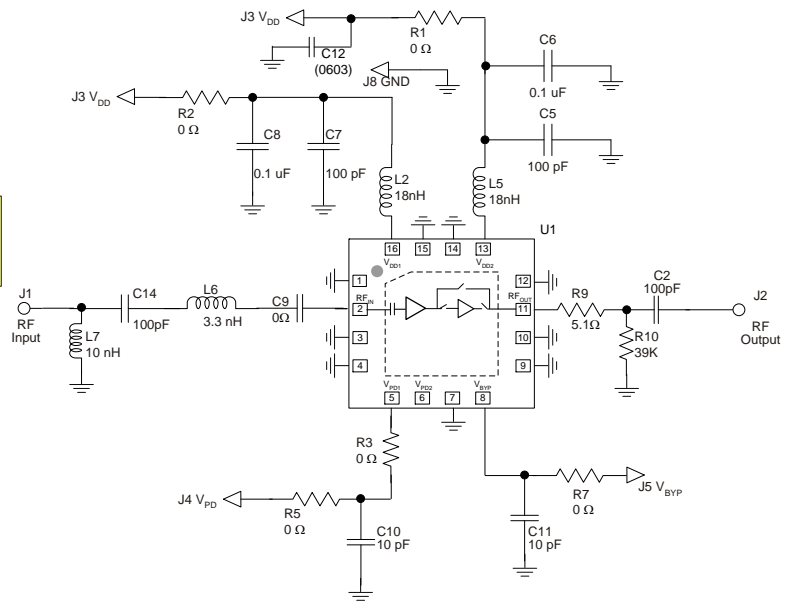 J3 VDD
R1
0 Ω
C12
(0603)
J8 GND
C6
0.1 uF
J3 VDD
R2
0 Ω
C8
0.1 uF
C7
100 pF
C5
100 pF
L2
18nH
L5
18nH
U1
16
15
14
13
VDD1
VDD2
1
12
J1
RF
Input
L7
10 nH
C14
100pF
L6
3.3 nH
C9
0Ω
RFIN
2
RFOUT
11
R9
5.1Ω
C2
100pF
R10
39K
J2
RF
Output
3
10
4
9
VPD1
VPD2
VBYP
5
6
7
8
R3
0 Ω
J4 VPD
R5
0 Ω
C10
10 pF
C11
10 pF
R7
0 Ω
J5 VBYP